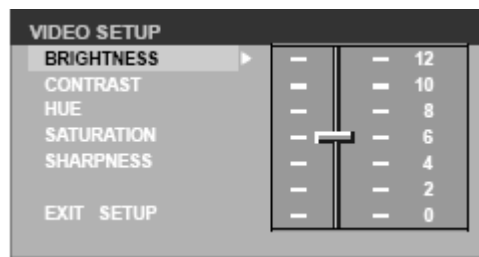 VIDEO SETUP
BRIGHTNESS
CONTRAST
HUE
SATURATION
SHARPNESS
EXIT SETUP
12
10
8
6
4
2
0